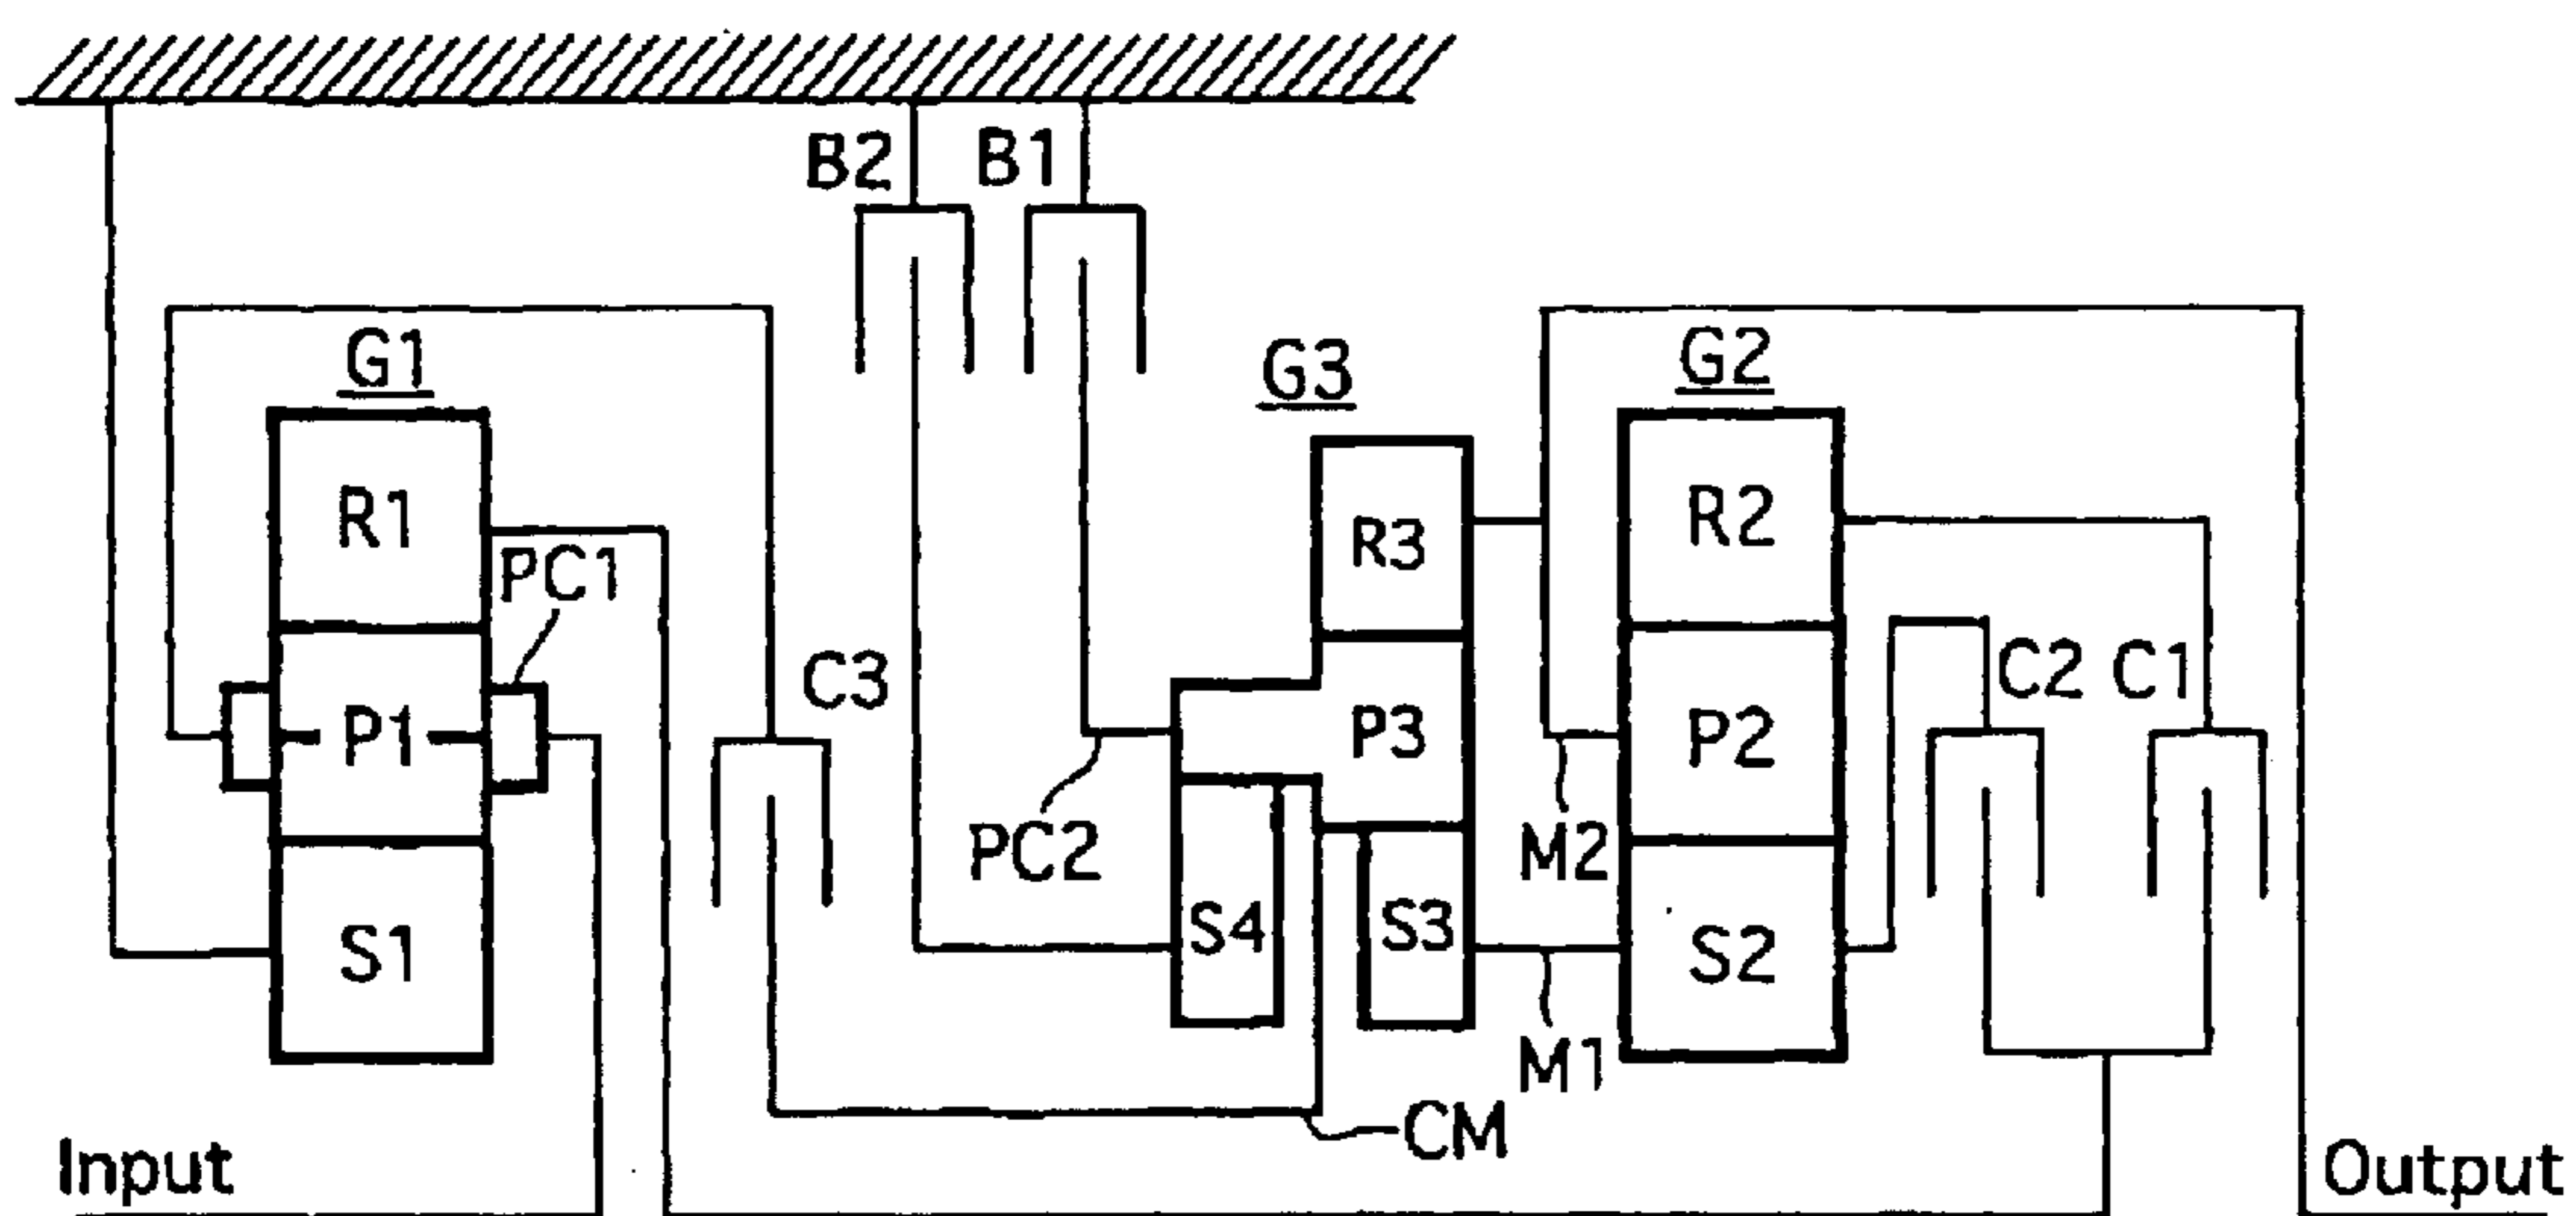 B2 B1
G1 G3 G2
R1 R3 R2
PC1
C3 C2 C1
P1 P3 P2
PC2 M2
S1 S4 S3 S2
M1
CM
Input Output